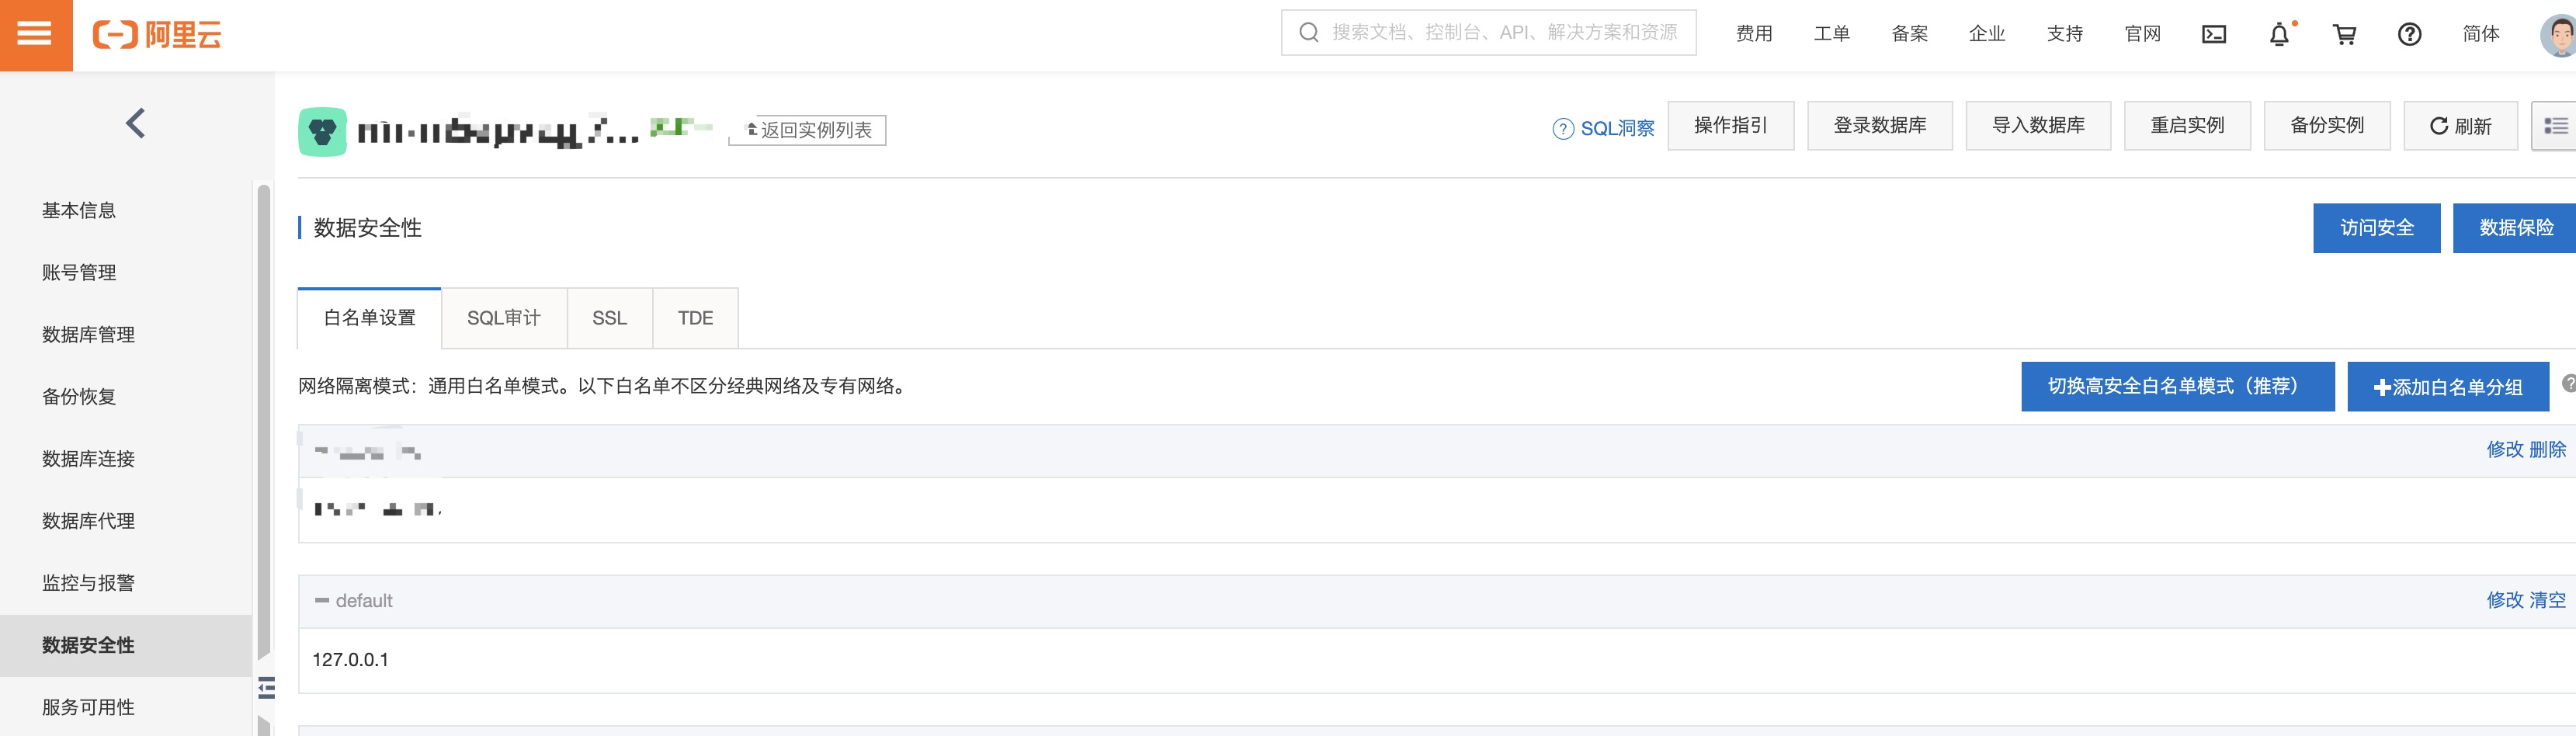 阿里云
搜索文档、控制台、API、解决方案和资源
费用
工单
备案
企业
支持
官网
简体
返回实例列表
SQL洞察
操作指引
登录数据库
导入数据库
重启实例
备份实例
刷新
基本信息
账号管理
数据库管理
备份恢复
数据库连接
数据库代理
监控与报警
数据安全性
服务可用性
数据安全性
访问安全
数据保险
白名单设置
SQL审计
SSL
TDE
网络隔离模式：通用白名单模式。以下白名单不区分经典网络及专有网络。
切换高安全白名单模式（推荐）
添加白名单分组
修改 删除
default
修改 清空
127.0.0.1